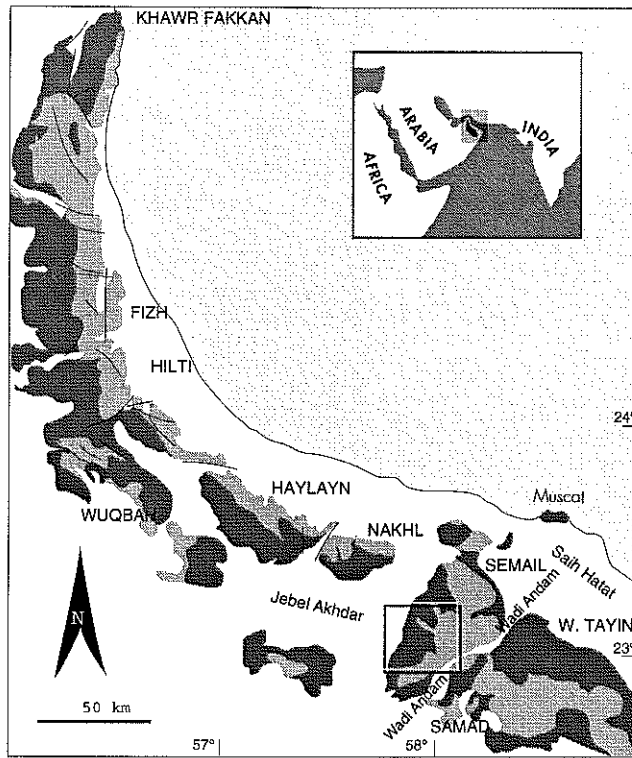 KHAWR FAKKAN
ARABIA
INDIA
AFRICA
FIZH
HILTI
24°
HAYLAYN
Muscat
WUQBAH
NAKHL
SEMAIL
Saih Hatat
Wadi Andam
Jebel Akhdar
N
W. TAYIN
23°
Wadi Andam
50 km
SAMAD
57°
58°